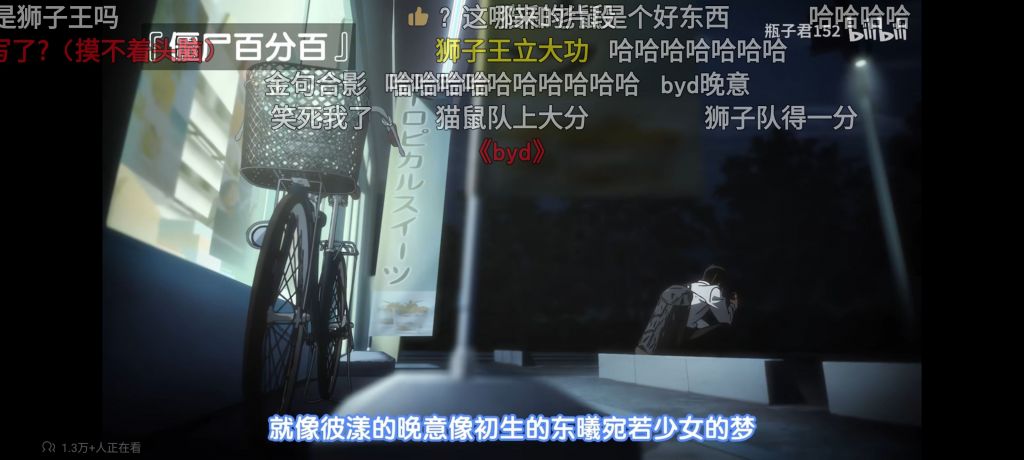 是狮子王吗
? 这哪来的片段
是个好东西
哈哈哈哈
瓶子君152 bilibili
写了?(摸不着头脑)
百分百 』
狮子王立大功
哈哈哈哈哈哈哈
金句合影
哈哈哈哈哈哈哈哈哈哈
byd晚意
笑死我了
猫鼠队上大分
狮子队得一分
《byd》
トロピカルスイーツ
就像彼漾的晚意像初生的东曦宛若少女的梦
1.3万+人正在看